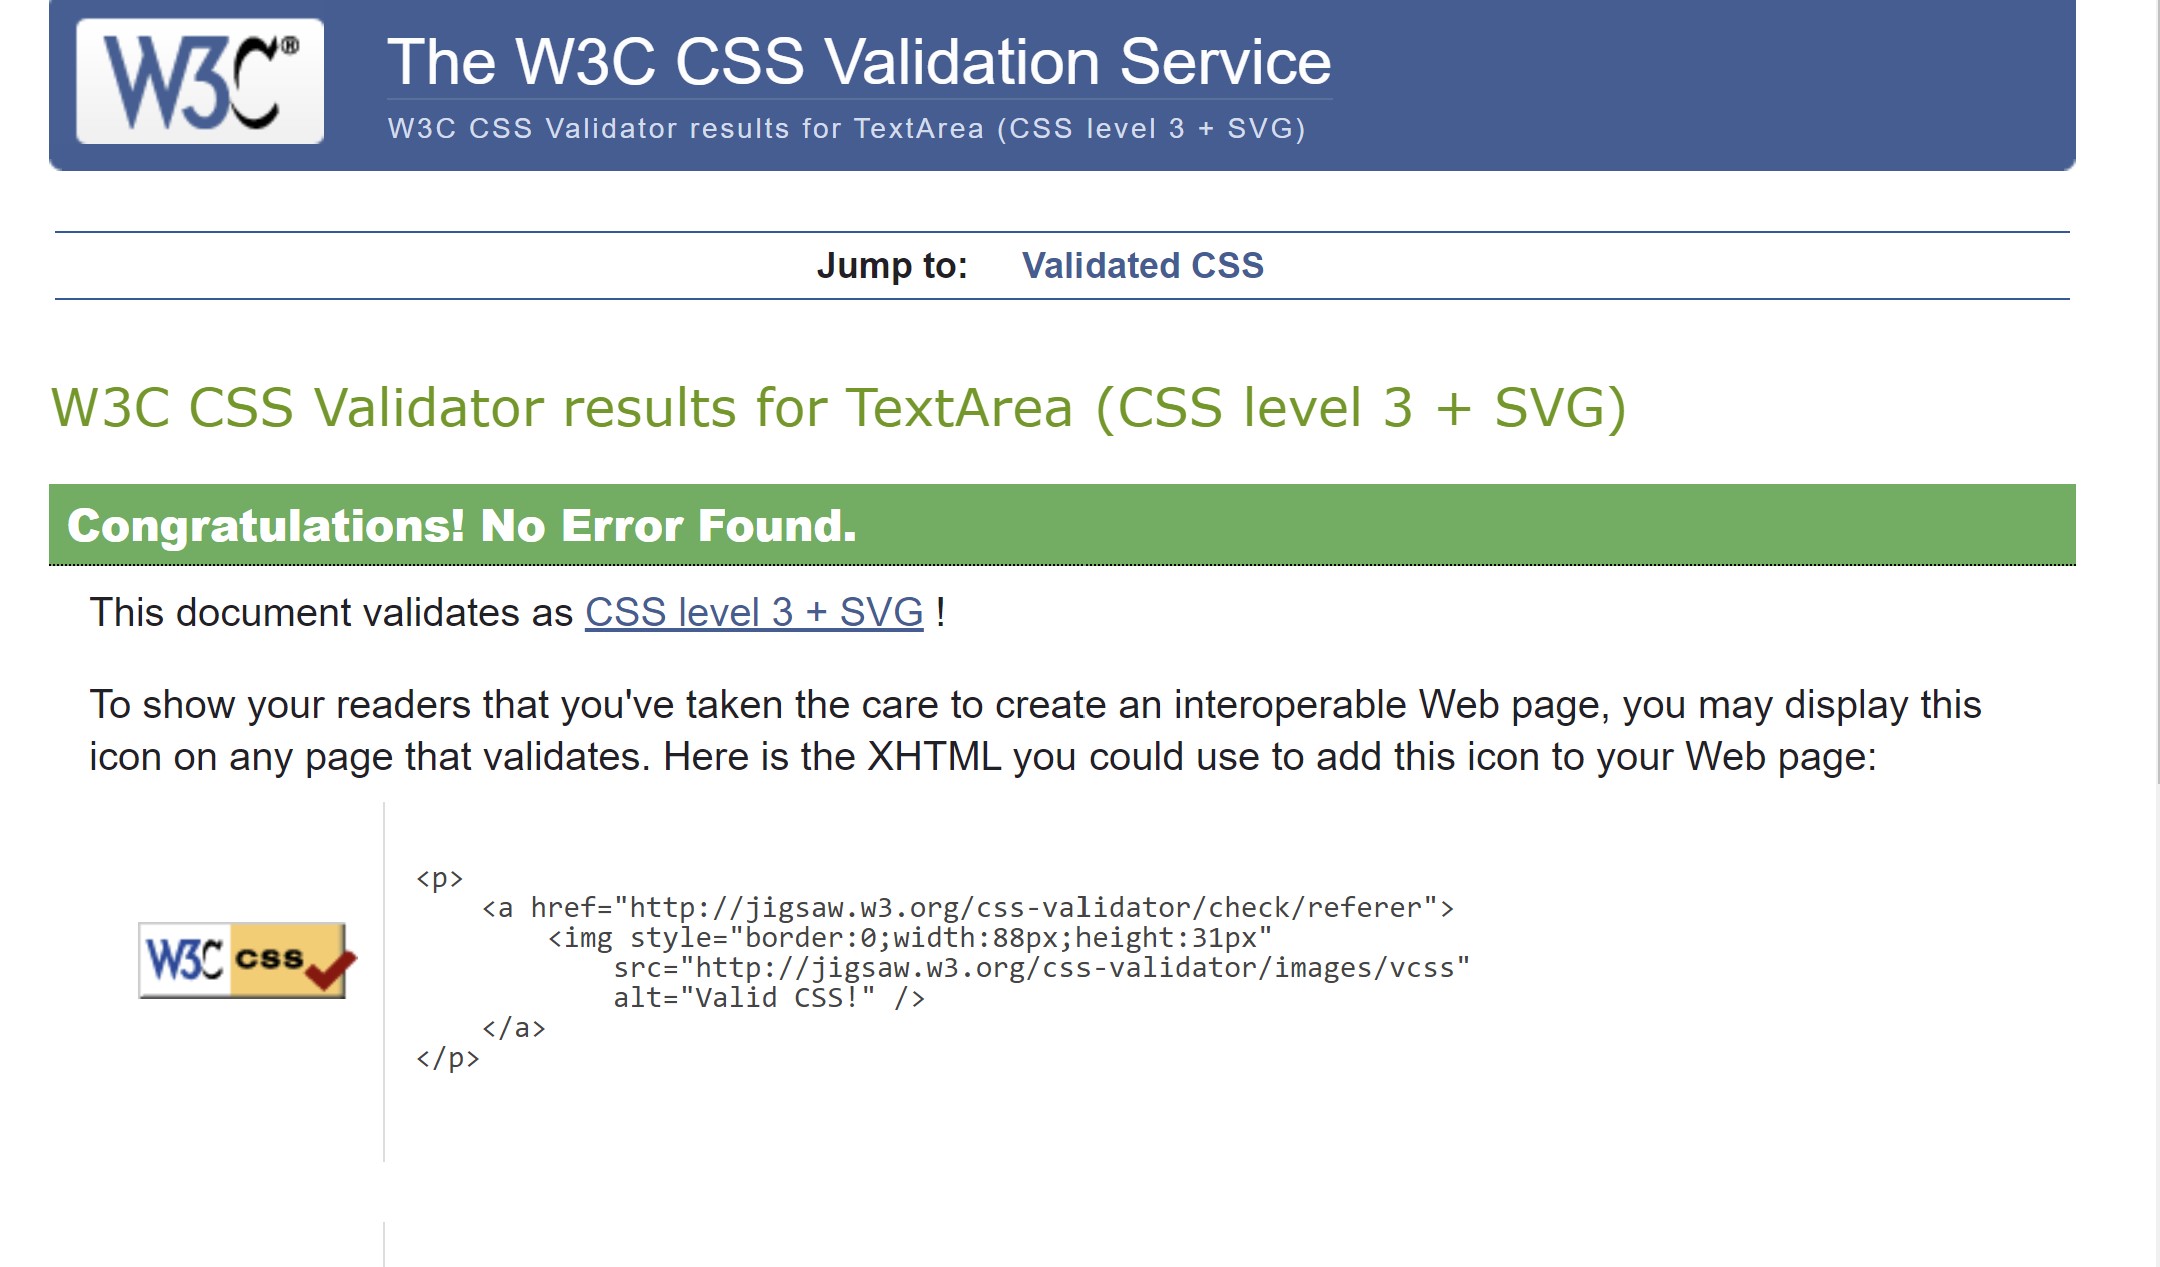 W3C®
The W3C CSS Validation Service
W3C CSS Validator results for TextArea (CSS level 3 + SVG)
Jump to: Validated CSS
W3C CSS Validator results for TextArea (CSS level 3 + SVG)
Congratulations! No Error Found.
This document validates as CSS level 3 + SVG !
To show your readers that you've taken the care to create an interoperable Web page, you may display this
icon on any page that validates. Here is the XHTML you could use to add this icon to your Web page:
W3C css
<p>
    <a href="http://jigsaw.w3.org/css-validator/check/referer">
        <img style="border:0;width:88px;height:31px"
            src="http://jigsaw.w3.org/css-validator/images/vcss"
            alt="Valid CSS!" />
    </a>
</p>